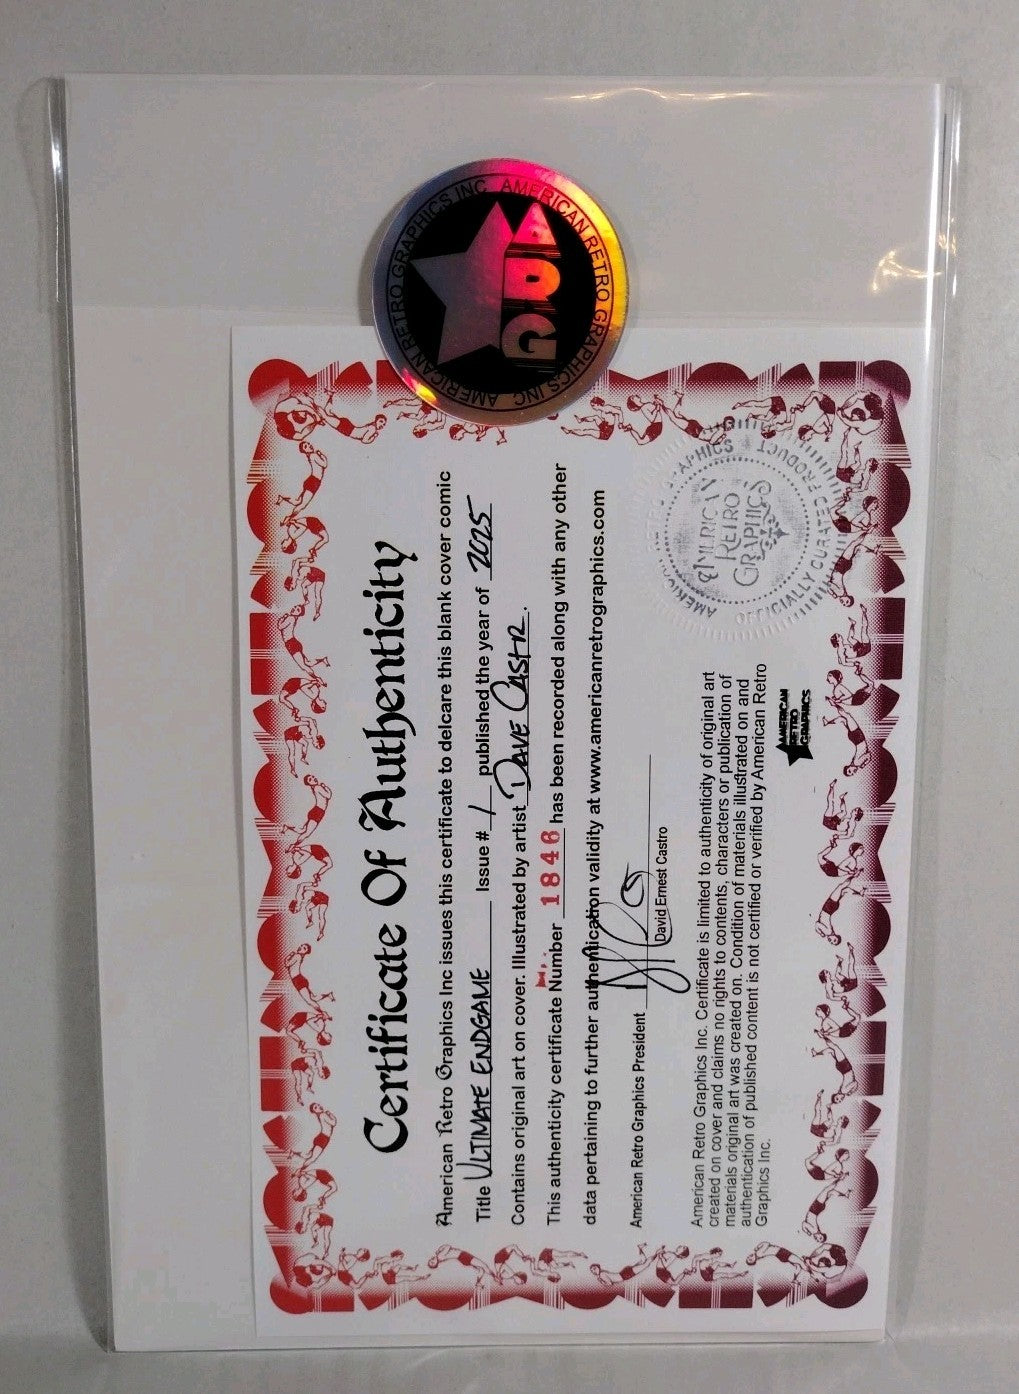 AMERICAN RETRO GRAPHICS INC AMERICAN RETRO GRAPHICS INC
ARG
Certificate Of Authenticity
American Retro Graphics Inc issues this certificate to delcare this blank cover comic
Title ULTIMATE ENDGAME Issue # 1 published the year of 2025
Contains original art on cover. Illustrated by artist DAVE CASTR.
This authenticity certificate Number 1846 has been recorded along with any other
data pertaining to further authentication validity at www.americanretrographics.com
American Retro Graphics President
David Ernest Castro
American Retro Graphics Inc. Certificate is limited to authenticity of original art
created on cover and claims no rights to contents, characters or publication of
materials original art was created on. Condition of materials illustrated on and
authentication of published content is not certified or verified by American Retro
Graphics Inc.
AMERICAN
RETRO
GRAPHICS
AMERICAN RETRO GRAPHICS
OFFICIALLY CURATED PRODUCT
AMERICAN
RETRO
GRAPHICS